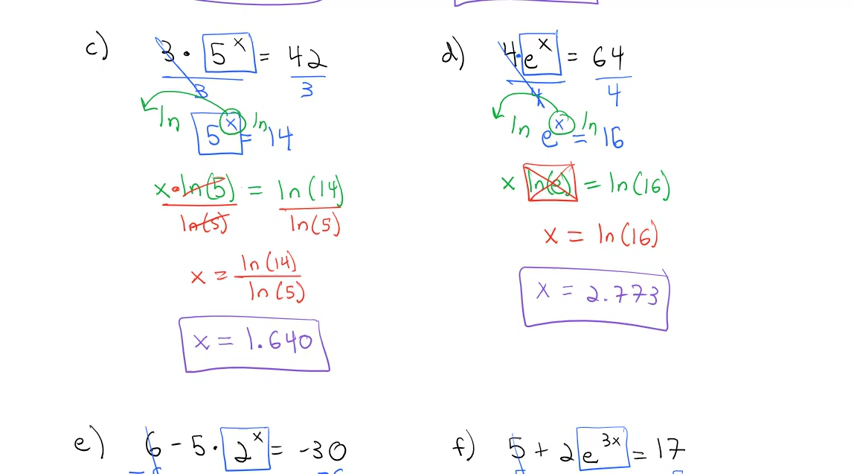 c) 3 · 5^x = 42
3 3
ln ln
5^x = 14
x · ln(5) = ln(14)
ln(5) ln(5)
x = ln(14)/ln(5)
x = 1.640
d) 4·e^x = 64
4 4
ln ln
e^x = 16
x ln(e) = ln(16)
x = ln(16)
x = 2.773
e) 6 - 5 · 2^x = -30
f) 5 + 2e^3x = 17